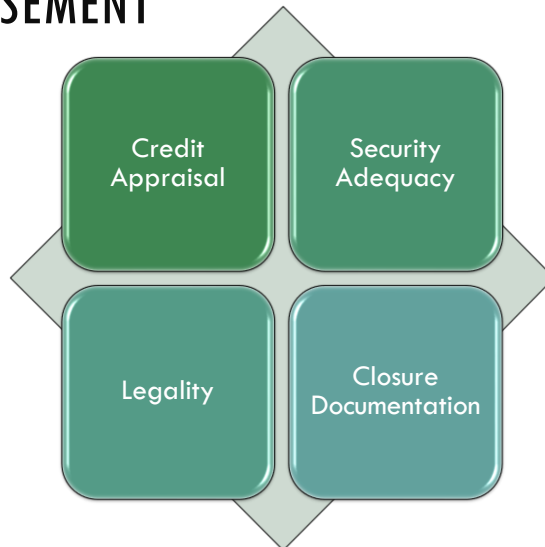 SEMENT
Credit
Appraisal
Security
Adequacy
Legality
Closure
Documentation